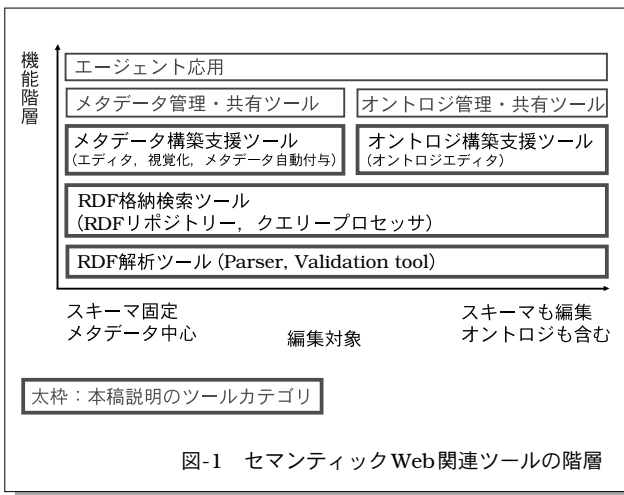 機能階層
エージェント応用
メタデータ管理・共有ツール
オントロジ管理・共有ツール
メタデータ構築支援ツール
(エディタ，視覚化，メタデータ自動付与)
オントロジ構築支援ツール
(オントロジエディタ)
RDF格納検索ツール
(RDFリポジトリー，クエリープロセッサ)
RDF解析ツール (Parser, Validation tool)
スキーマ固定
メタデータ中心
編集対象
スキーマも編集
オントロジも含む
太枠：本稿説明のツールカテゴリ
図-1　セマンティックWeb関連ツールの階層